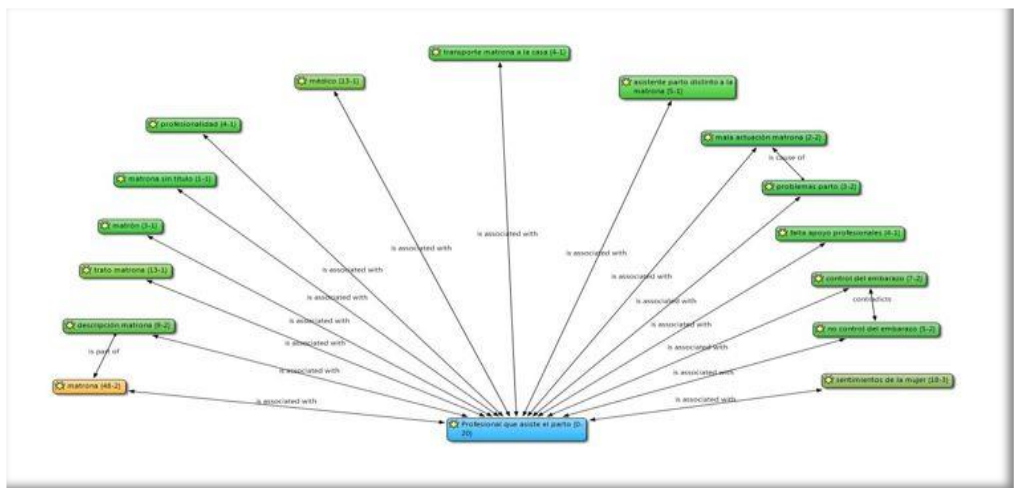 transporte matrona a la casa (4-1)
médico (13-1)
asistente parto distinto a la
matrona (5-1)
profesionalidad (4-1)
mala actuación matrona (2-2)
is cause of
matrona sin título (1-1)
problemas parto (3-2)
matrón (3-1)
falta apoyo profesionales (4-1)
is associated with
is associated with
is associated with
trato matrona (13-1)
is associated with
is associated with
control del embarazo (7-2)
contradicts
is associated with
is associated with
descripción matrona (9-2)
is associated with
is associated with
no control del embarazo (5-2)
is associated with
is associated with
is part of
is associated with
is associated with
matrona (48-2)
sentimientos de la mujer (18-3)
is associated with
is associated with
Profesional que asiste el parto (0-
20)